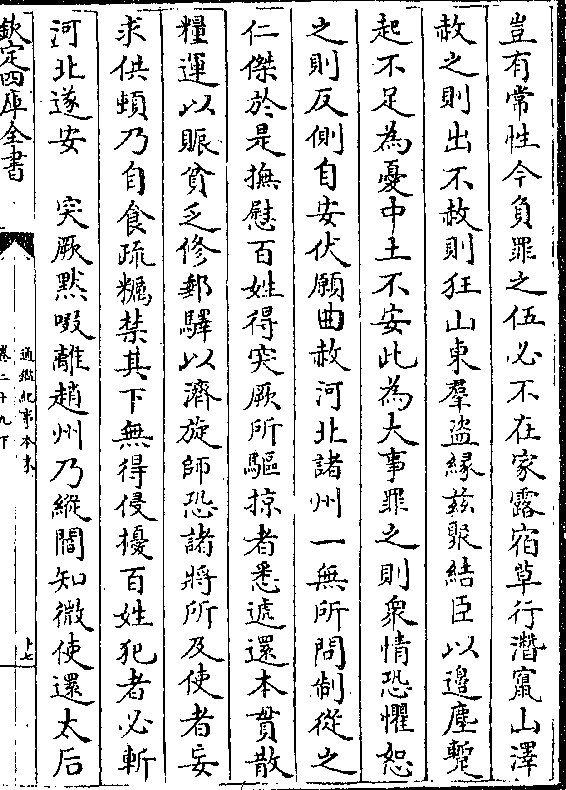 豈有常性今負罪之伍必不在家露宿草行潛竄山澤
赦之則出不赦則狂山東羣盜緣兹聚結臣以邊塵蹔
起不足為憂中土不安此為大事罪之則衆情恐懼恕
之則反側自安伏願曲赦河北諸州一無所問制從之
仁傑於是撫慰百姓得突厥所驅掠者悉遞還本貫散
糧運以賑貧乏修郵驛以濟旋師恐諸將所及使者妄
求供頓乃自食疏糲禁其下無得侵擾百姓犯者必斬
河北遂安　突厥黙啜離趙州乃縱閻知微使還太后
欽定四庫全書
通鑑紀事本末
卷二十九下
十七